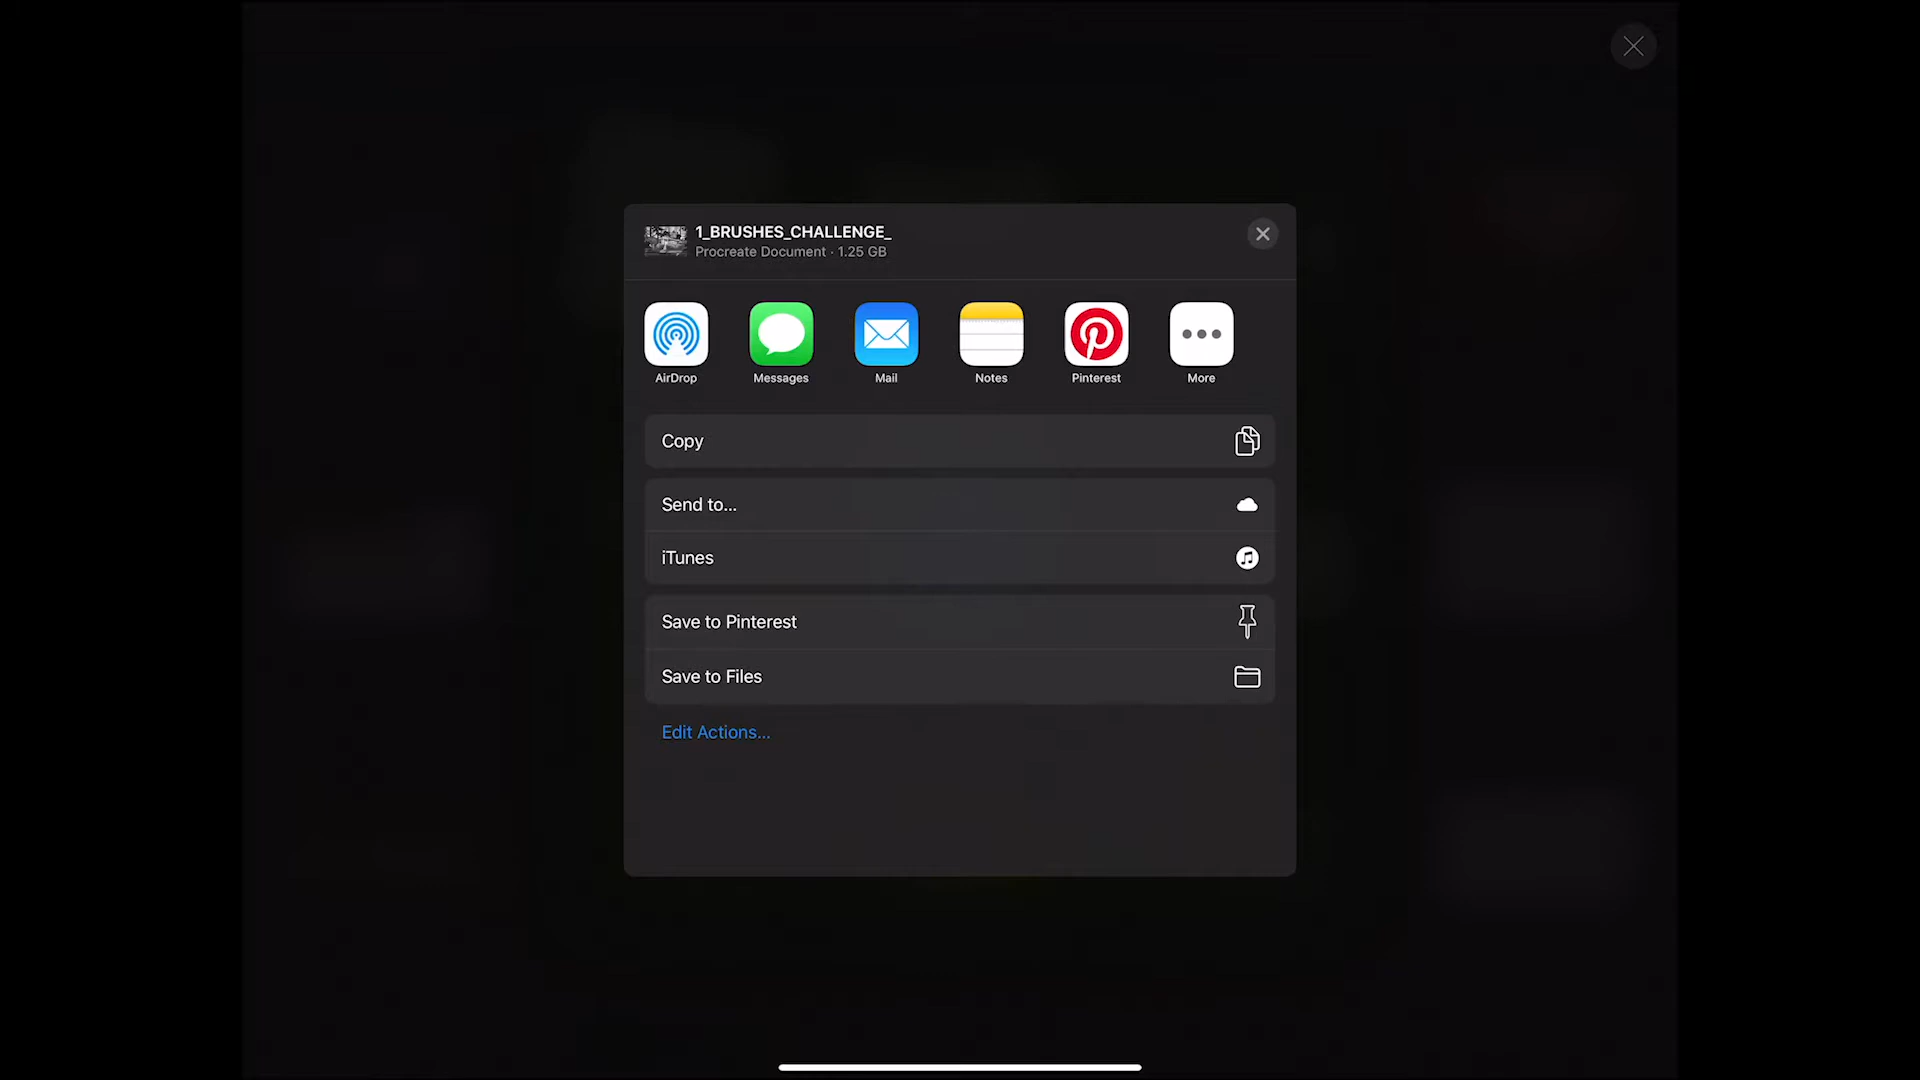 1_BRUSHES_CHALLENGE_
Procreate Document · 1.25 GB
AirDrop
Messages
Mail
Notes
Pinterest
More
Copy
Send to...
iTunes
Save to Pinterest
Save to Files
Edit Actions...